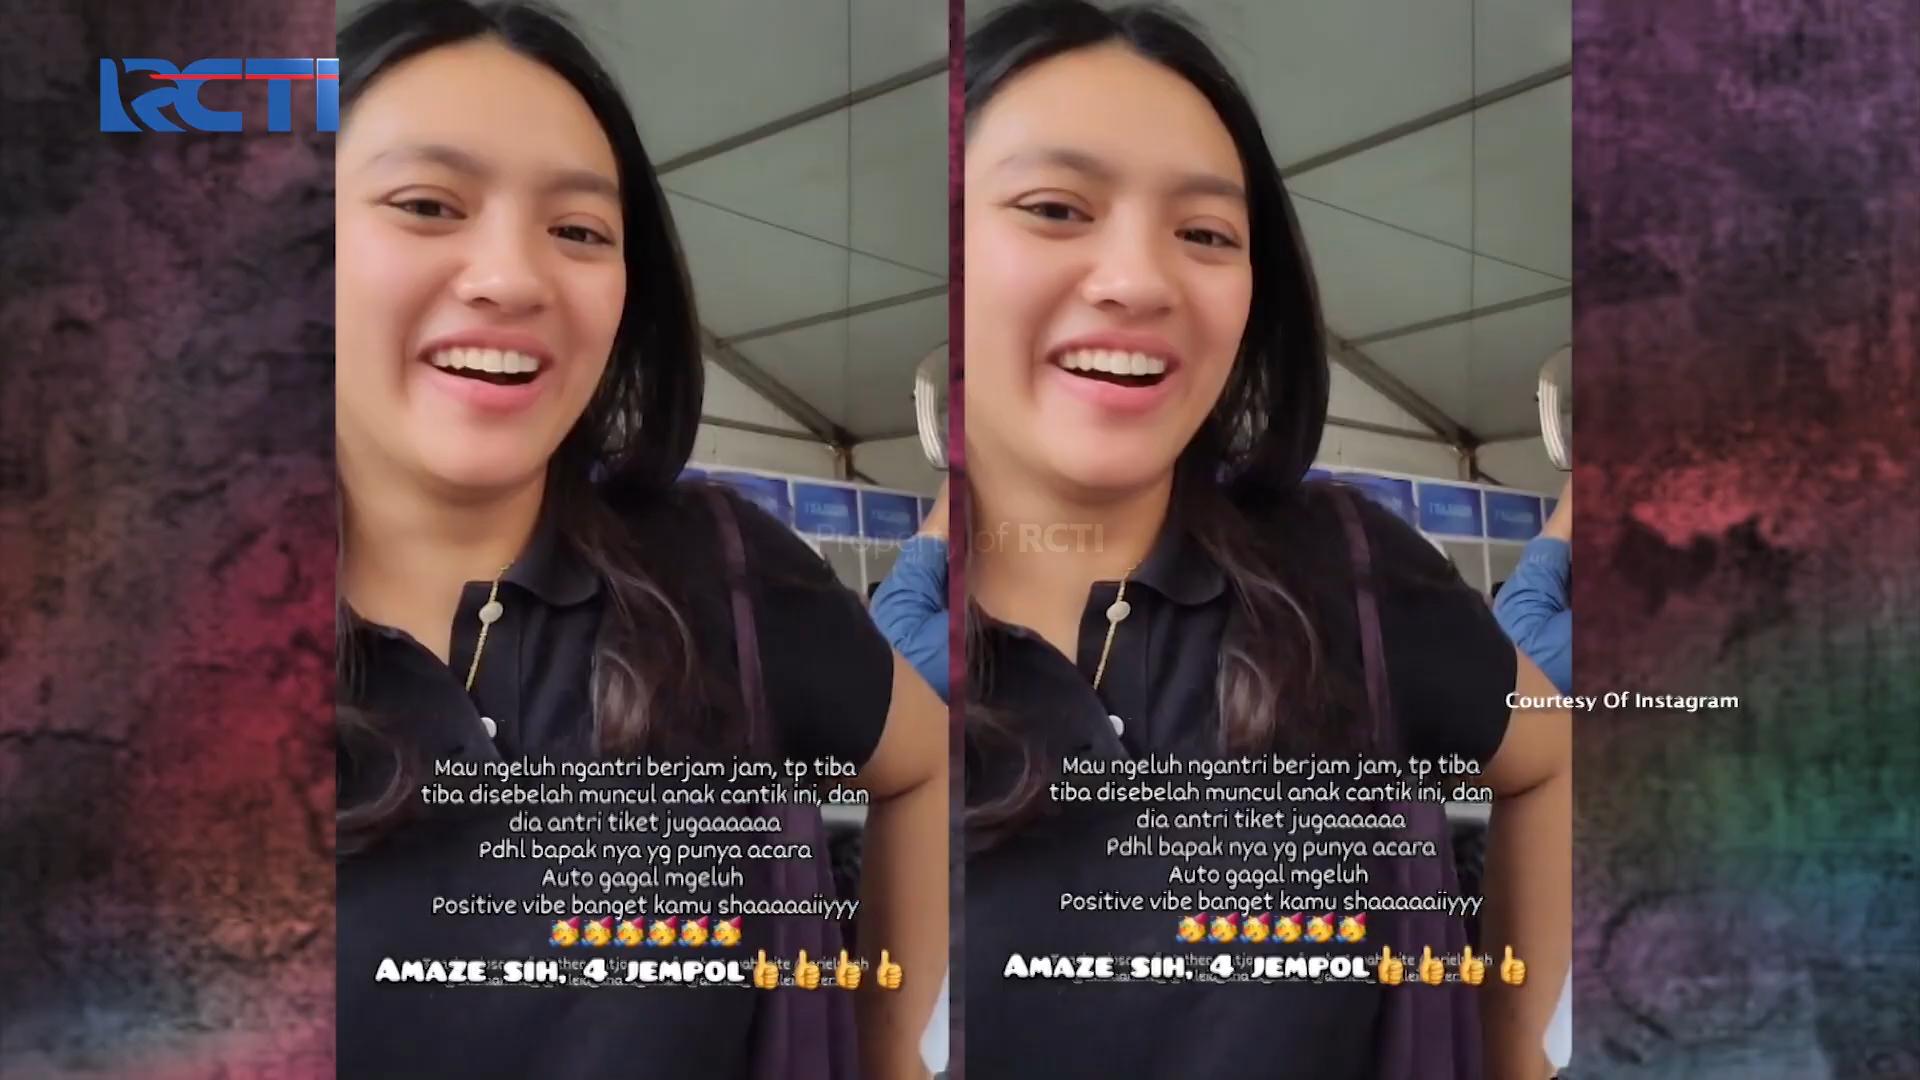 RCTI
Mau ngeluh ngantri berjam jam, tp tiba
tiba disebelah muncul anak cantik ini, dan
dia antri tiket jugaaaaaa
Pdhl bapak nya yg punya acara
Auto gagal mgeluh
Positive vibe banget kamu shaaaaaiiyyy
🥳🥳🥳🥳🥳🥳
AMAZE SIH, 4 JEMPOL👍👍👍👍
Property of RCTI
Mau ngeluh ngantri berjam jam, tp tiba
tiba disebelah muncul anak cantik ini, dan
dia antri tiket jugaaaaaa
Pdhl bapak nya yg punya acara
Auto gagal mgeluh
Positive vibe banget kamu shaaaaaiiyyy
🥳🥳🥳🥳🥳🥳
AMAZE SIH, 4 JEMPOL👍👍👍👍
Courtesy Of Instagram